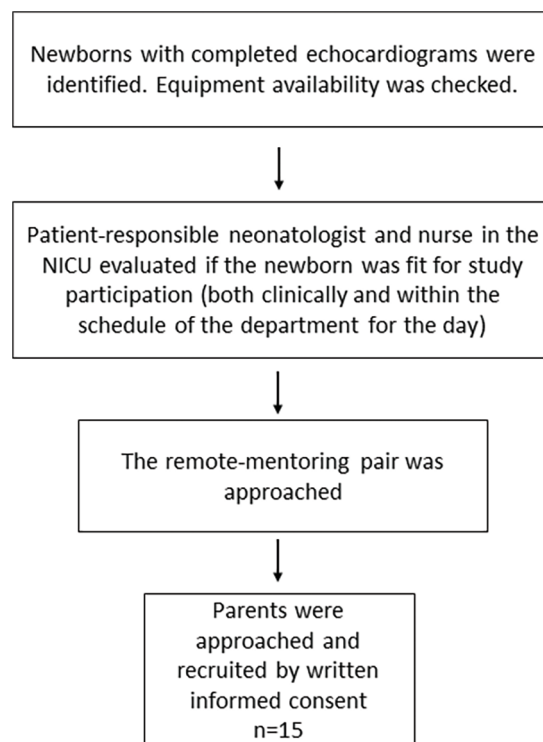 Newborns with completed echocardiograms were
identified. Equipment availability was checked.
Patient-responsible neonatologist and nurse in the
NICU evaluated if the newborn was fit for study
participation (both clinically and within the
schedule of the department for the day)
The remote-mentoring pair was
approached
Parents were
approached and
recruited by written
informed consent
n=15